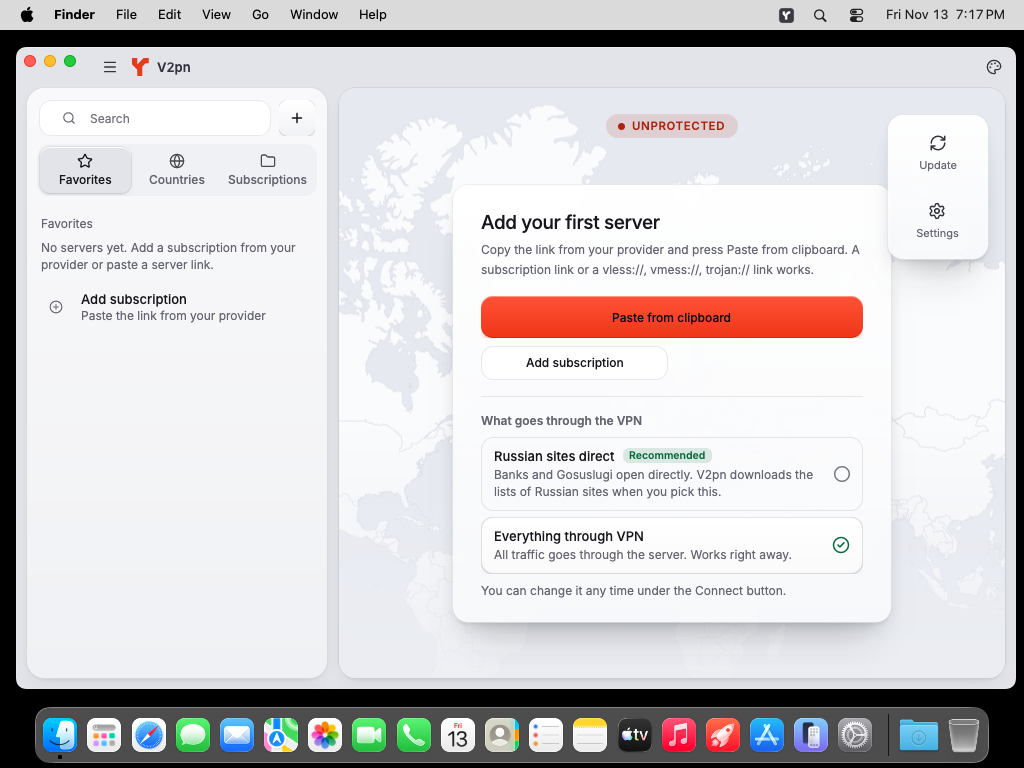 Finder File Edit View Go Window Help Fri Nov 13 7:17 PM
V2pn
Search
Favorites Countries Subscriptions
Favorites
No servers yet. Add a subscription from your
provider or paste a server link.
Add subscription
Paste the link from your provider
UNPROTECTED
Update
Settings
Add your first server
Copy the link from your provider and press Paste from clipboard. A
subscription link or a vless://, vmess://, trojan:// link works.
Paste from clipboard
Add subscription
What goes through the VPN
Russian sites direct Recommended
Banks and Gosuslugi open directly. V2pn downloads the
lists of Russian sites when you pick this.
Everything through VPN
All traffic goes through the server. Works right away.
You can change it any time under the Connect button.
Fri
13
tv